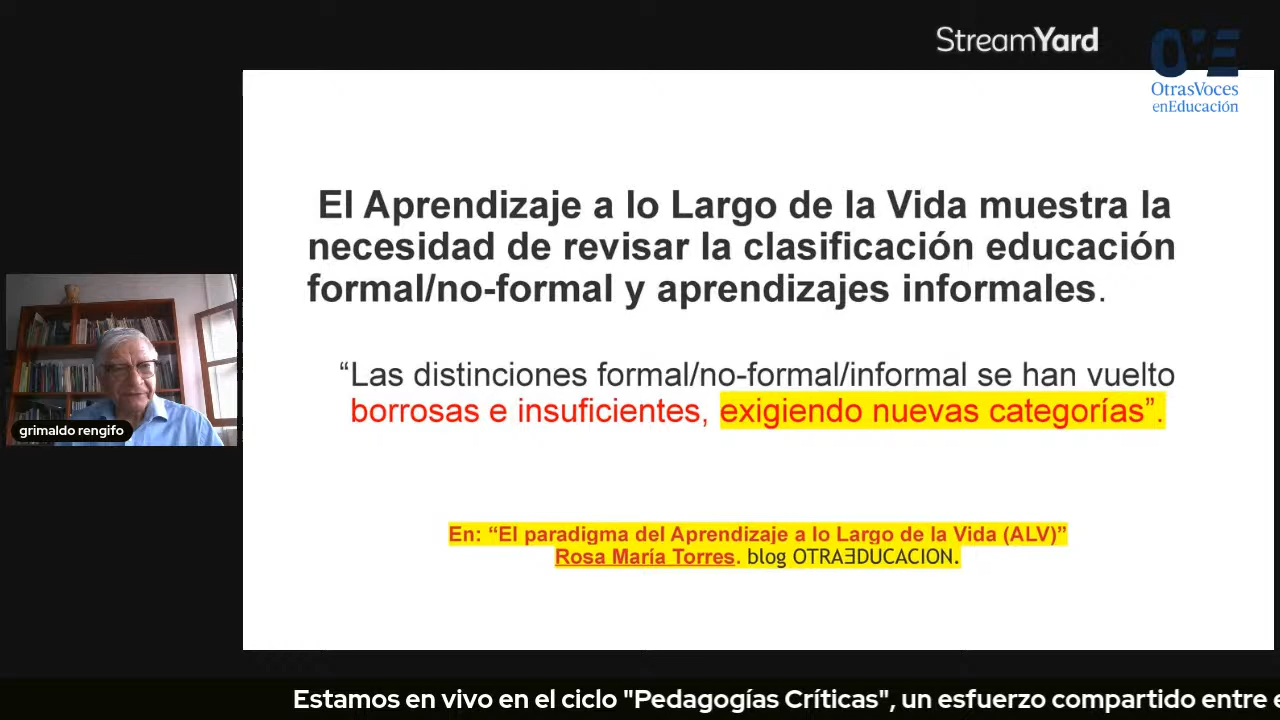 StreamYard
OVE
OtrasVoces
enEducación
El Aprendizaje a lo Largo de la Vida muestra la
necesidad de revisar la clasificación educación
formal/no-formal y aprendizajes informales.
“Las distinciones formal/no-formal/informal se han vuelto
borrosas e insuficientes, exigiendo nuevas categorías”.
grimaldo rengifo
En: “El paradigma del Aprendizaje a lo Largo de la Vida (ALV)”
Rosa María Torres. blog OTRAƎDUCACION.
Estamos en vivo en el ciclo "Pedagogías Críticas", un esfuerzo compartido entre e